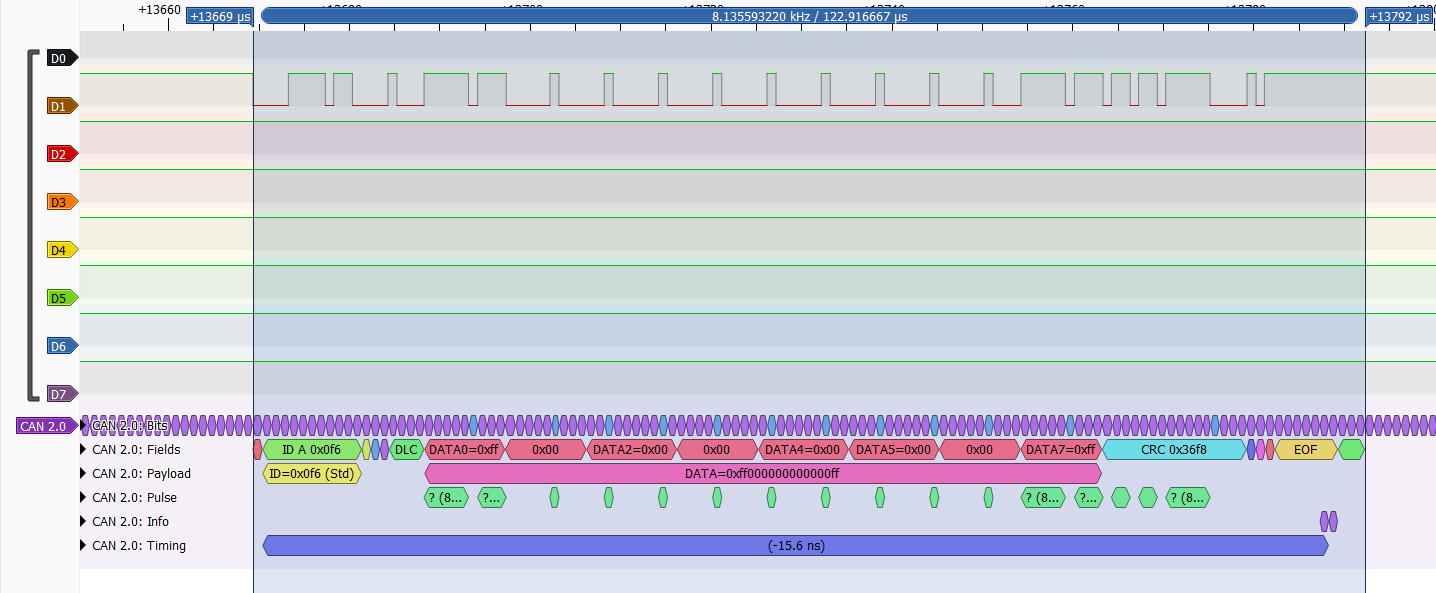 +13660
+13669 µs
8.135593220 kHz / 122.916667 µs
+13792 µs
D0
D1
D2
D3
D4
D5
D6
D7
CAN 2.0
CAN 2.0: Bits
CAN 2.0: Fields
ID A 0x0f6
DLC
DATA0=0xff
0x00
DATA2=0x00
0x00
DATA4=0x00
DATA5=0x00
0x00
DATA7=0xff
CRC 0x36f8
EOF
CAN 2.0: Payload
ID=0x0f6 (Std)
DATA=0xff000000000000ff
CAN 2.0: Pulse
? (8...
?...
? (8...
?...
? (8...
CAN 2.0: Info
CAN 2.0: Timing
(-15.6 ns)